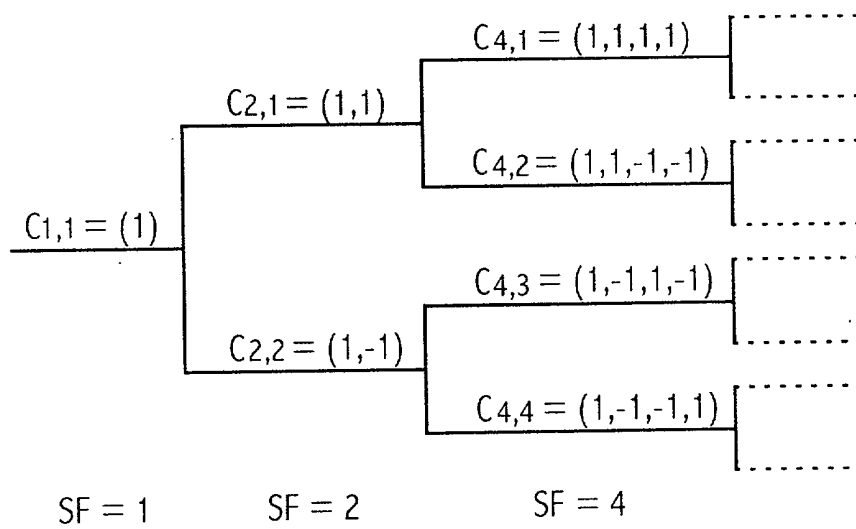 C4,1 = (1,1,1,1)
C2,1 = (1,1)
C4,2 = (1,1,-1,-1)
C1,1 = (1)
C4,3 = (1,-1,1,-1)
C2,2 = (1,-1)
C4,4 = (1,-1,-1,1)
SF = 1 SF = 2 SF = 4